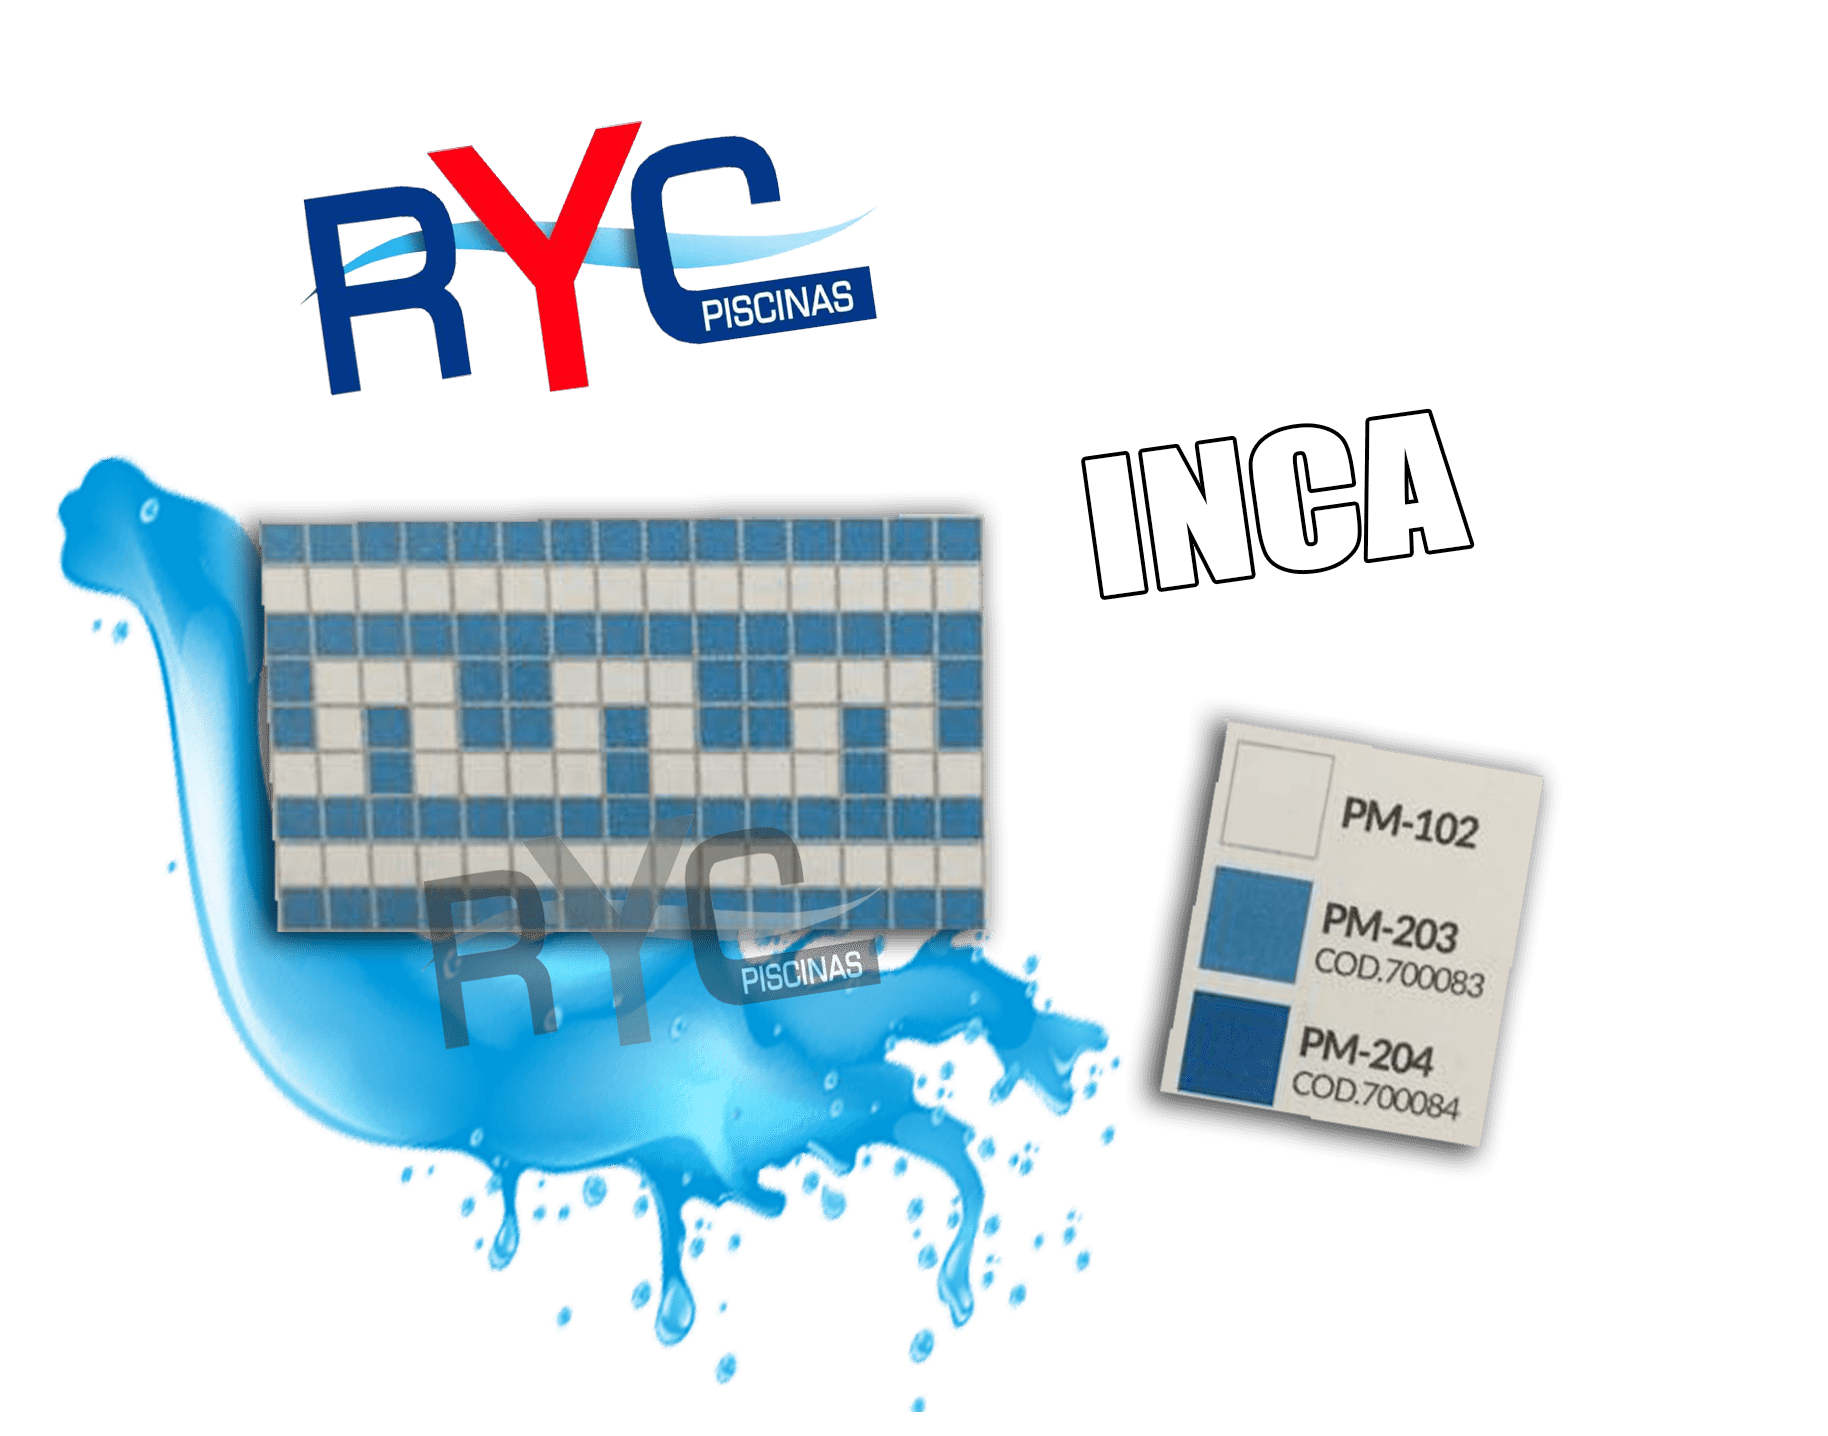 RYC
PISCINAS
INCA
PM-102
PM-203
COD.700083
PM-204
COD.700084
RYC
PISCINAS